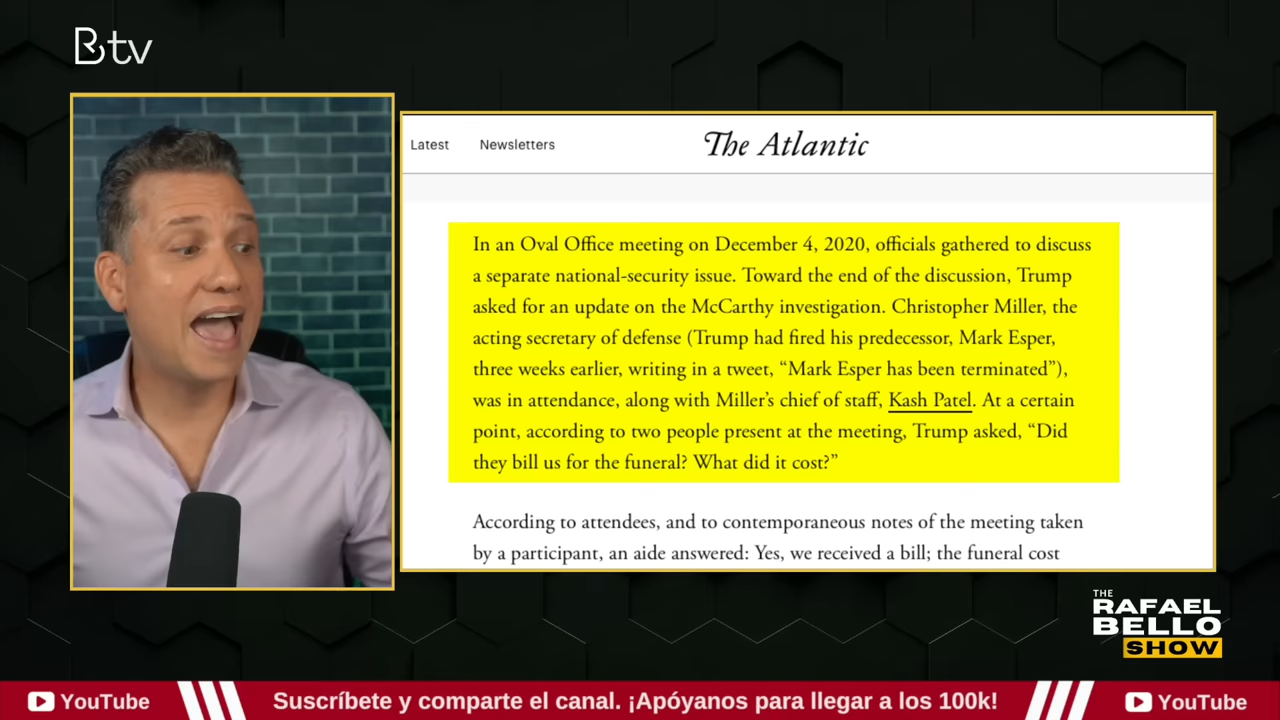 Btv
Latest Newsletters The Atlantic
In an Oval Office meeting on December 4, 2020, officials gathered to discuss
a separate national-security issue. Toward the end of the discussion, Trump
asked for an update on the McCarthy investigation. Christopher Miller, the
acting secretary of defense (Trump had fired his predecessor, Mark Esper,
three weeks earlier, writing in a tweet, “Mark Esper has been terminated”),
was in attendance, along with Miller’s chief of staff, Kash Patel. At a certain
point, according to two people present at the meeting, Trump asked, “Did
they bill us for the funeral? What did it cost?”
According to attendees, and to contemporaneous notes of the meeting taken
by a participant, an aide answered: Yes, we received a bill; the funeral cost
THE
RAFAEL
BELLO
SHOW
YouTube Suscríbete y comparte el canal. ¡Apóyanos para llegar a los 100k! YouTube